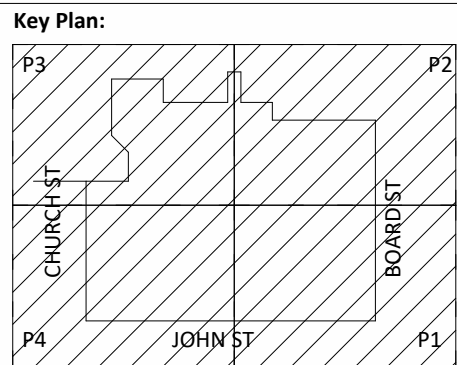 Key Plan:
P3
P2
CHURCH ST
BOARD ST
P4
JOHN ST
P1